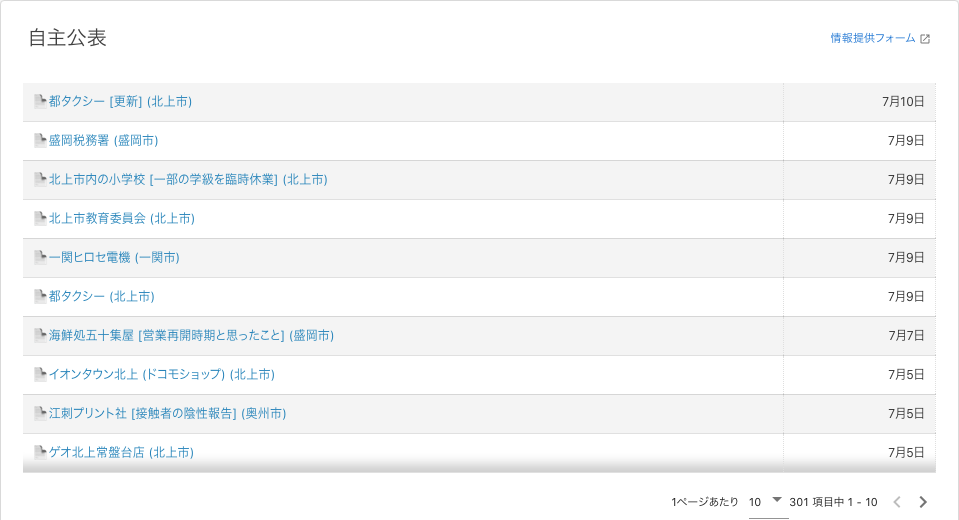 自主公表
情報提供フォーム
都タクシー [更新] (北上市) 7月10日
盛岡税務署 (盛岡市) 7月9日
北上市内の小学校 [一部の学級を臨時休業] (北上市) 7月9日
北上市教育委員会 (北上市) 7月9日
一関ヒロセ電機 (一関市) 7月9日
都タクシー (北上市) 7月9日
海鮮処五十集屋 [営業再開時期と思ったこと] (盛岡市) 7月7日
イオンタウン北上 (ドコモショップ) (北上市) 7月5日
江刺プリント社 [接触者の陰性報告] (奥州市) 7月5日
ゲオ北上常盤台店 (北上市) 7月5日
1ページあたり 10 301 項目中 1 - 10